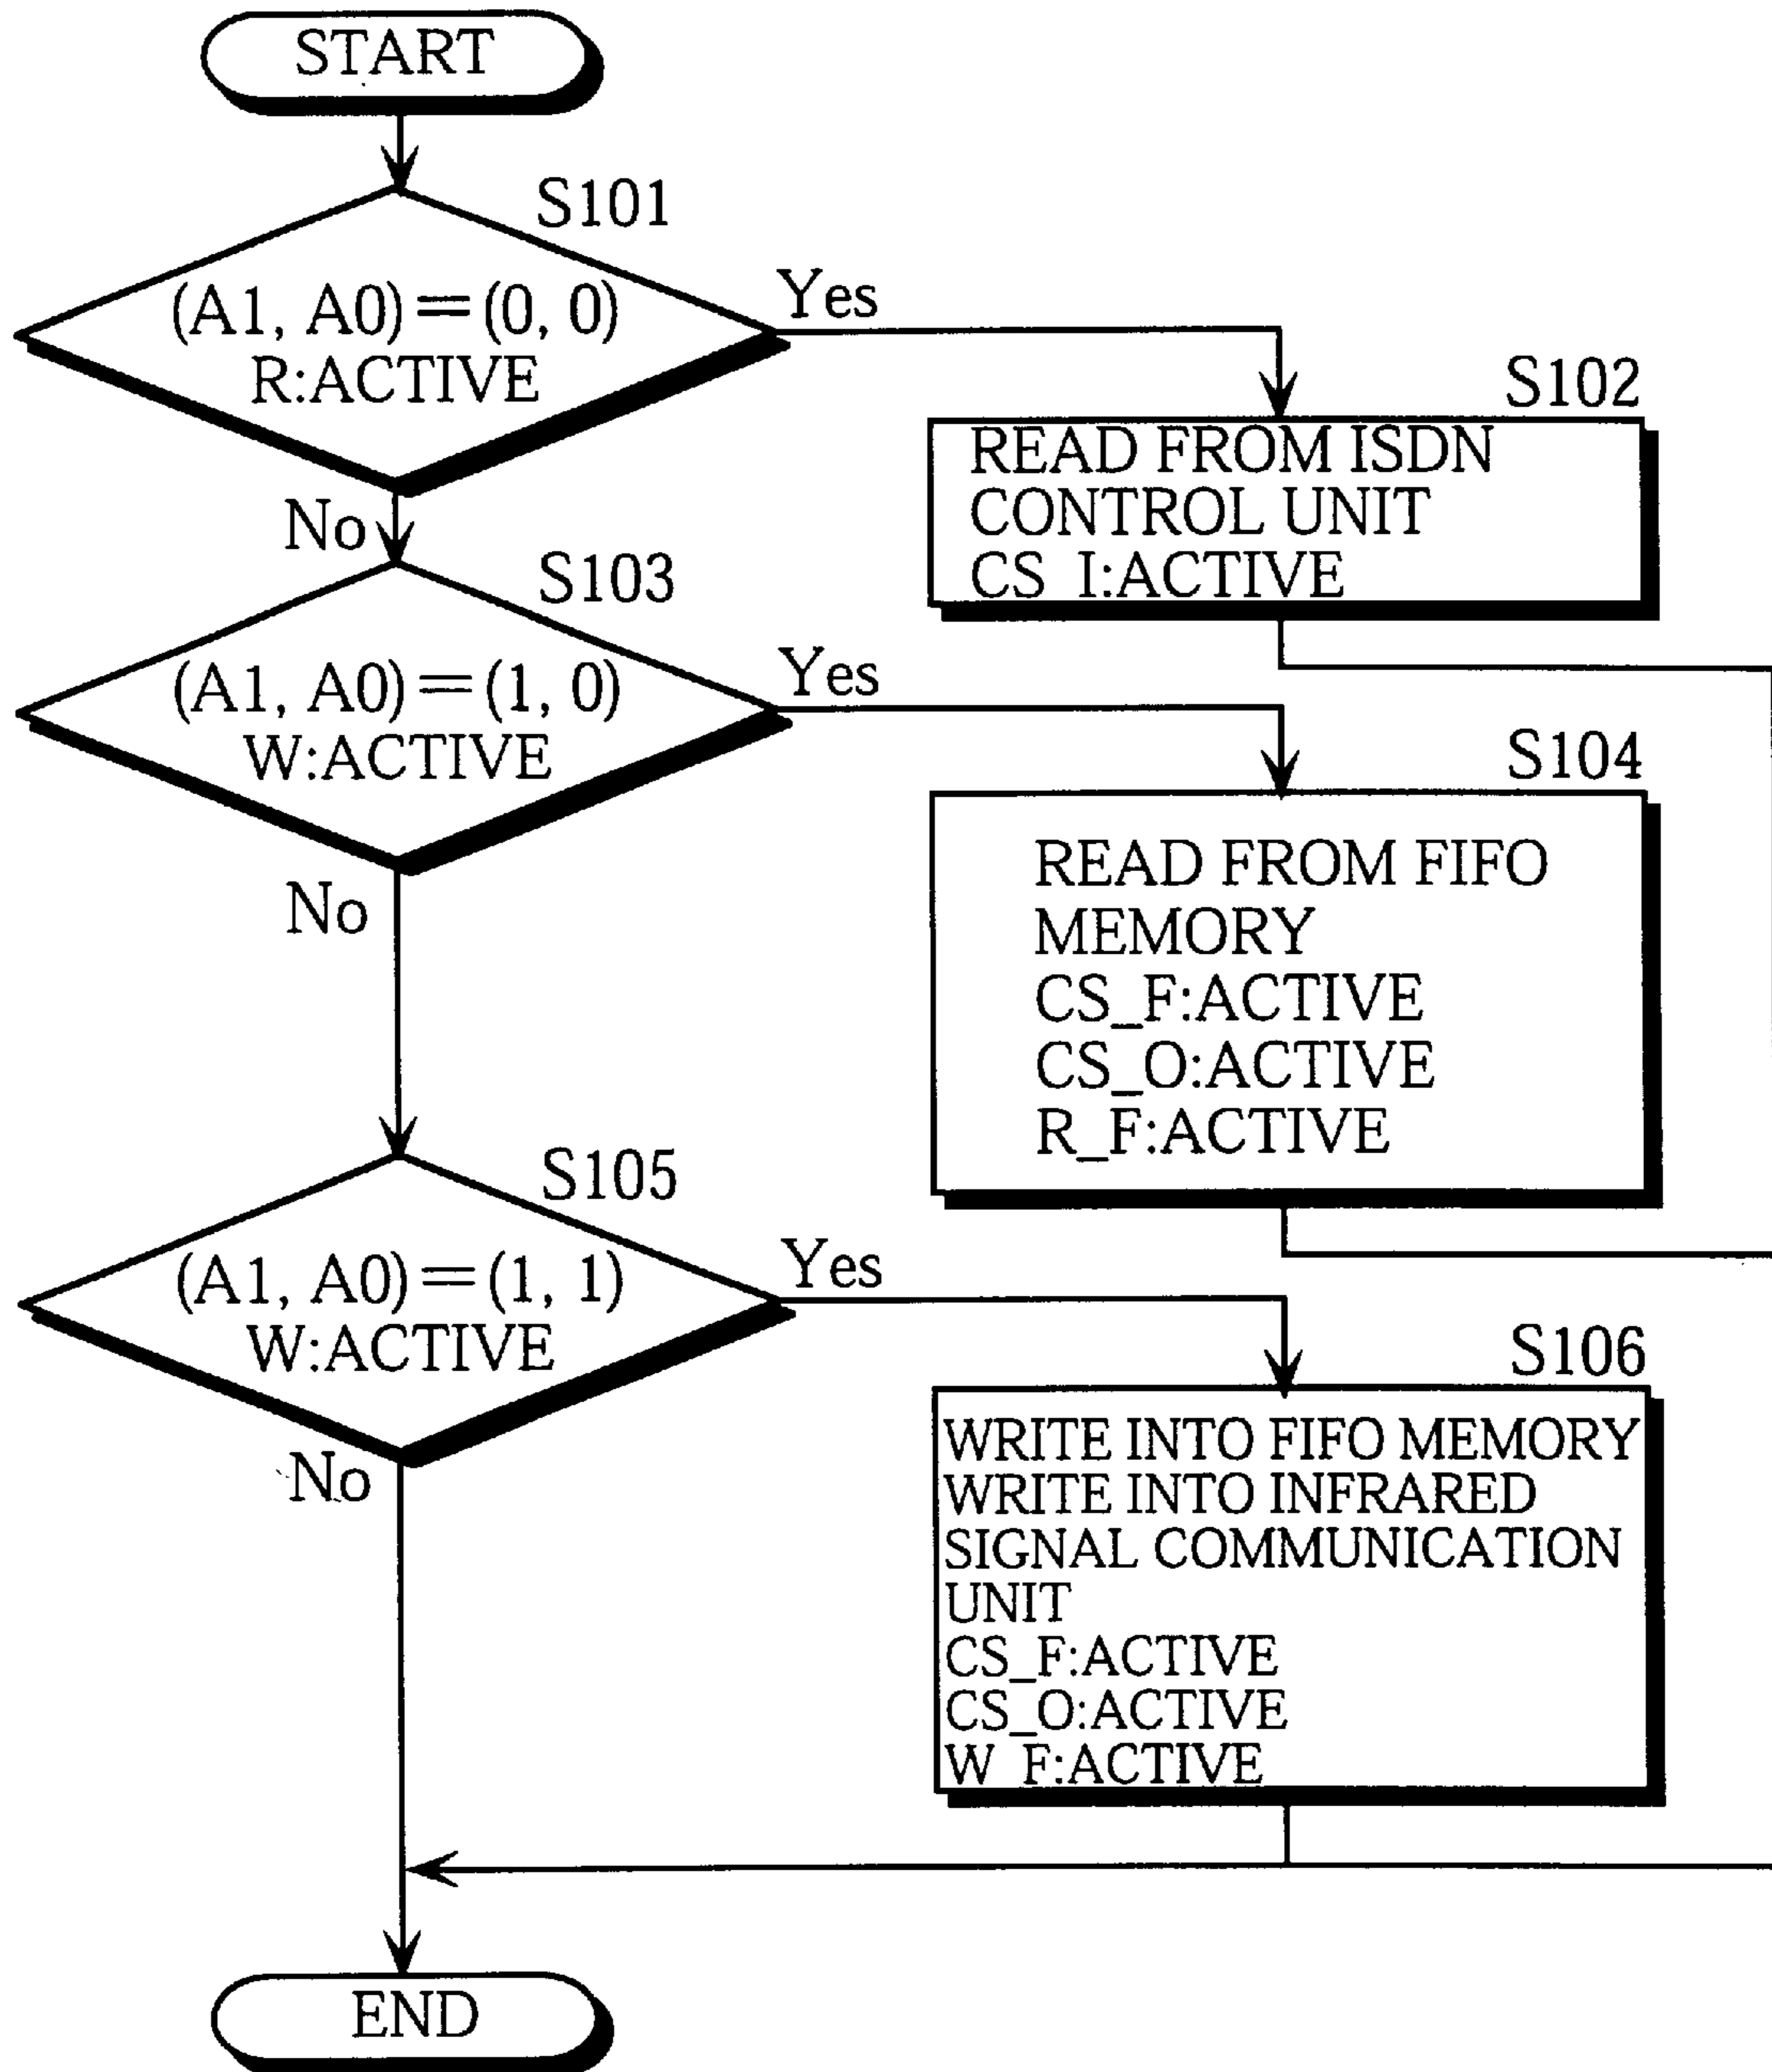 START
S101
(A1, A0)=(0, 0)
R:ACTIVE
Yes
No
S102
READ FROM ISDN
CONTROL UNIT
CS_I:ACTIVE
S103
(A1, A0)=(1, 0)
W:ACTIVE
Yes
No
S104
READ FROM FIFO
MEMORY
CS_F:ACTIVE
CS_O:ACTIVE
R_F:ACTIVE
S105
(A1, A0)=(1, 1)
W:ACTIVE
Yes
No
S106
WRITE INTO FIFO MEMORY
WRITE INTO INFRARED
SIGNAL COMMUNICATION
UNIT
CS_F:ACTIVE
CS_O:ACTIVE
W_F:ACTIVE
END